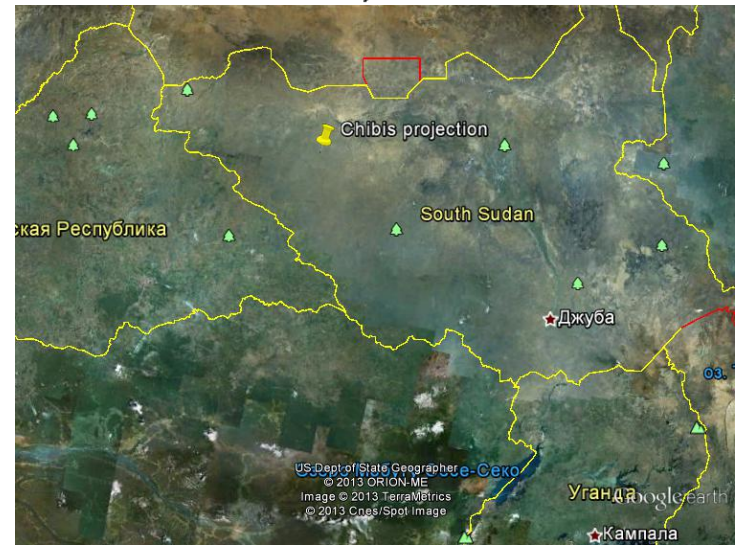 Chibis projection
South Sudan
ская Республика
Джуба
оз.
US Dept of State Geographer
© 2013 ORION-ME
Image © 2013 TerraMetrics
© 2013 Cnes/Spot Image
Уганда
Google earth
Кампала